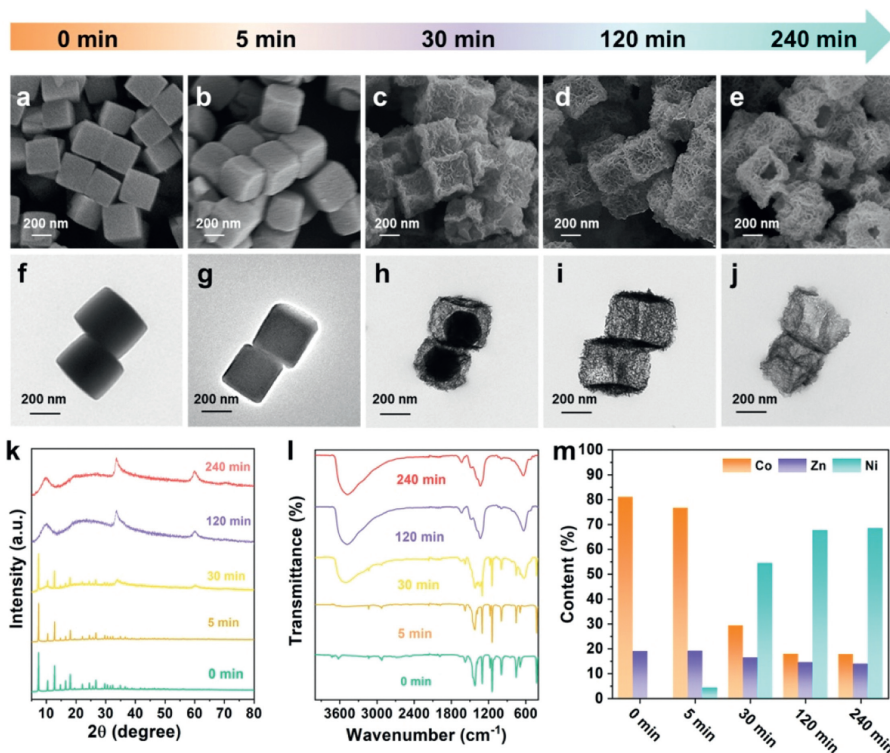 0 min 5 min 30 min 120 min 240 min
a b c d e
200 nm 200 nm 200 nm 200 nm 200 nm
f g h i j
200 nm 200 nm 200 nm 200 nm 200 nm
k
240 min
120 min
30 min
5 min
0 min
Intensity (a.u.)
5 10 20 30 40 50 60 70 80
2θ (degree)
l
240 min
120 min
30 min
5 min
0 min
Transmittance (%)
3600 3000 2400 1800 1200 600
Wavenumber (cm⁻¹)
m
Co Zn Ni
100
90
80
70
60
50
40
30
20
10
0
Content (%)
0 min 5 min 30 min 120 min 240 min